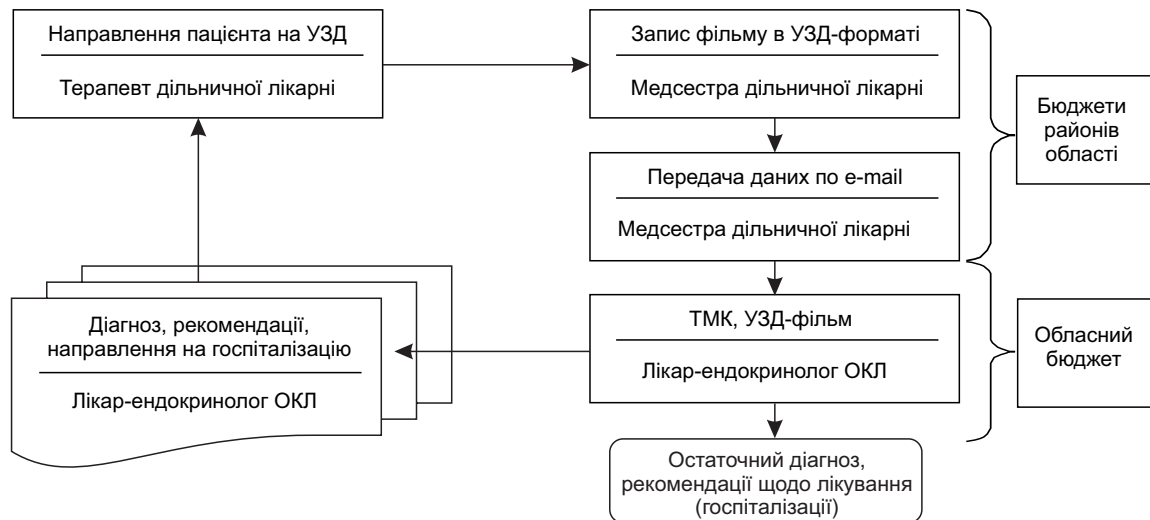 Направлення пацієнта на УЗД
Терапевт дільничної лікарні
Запис фільму в УЗД-форматі
Медсестра дільничної лікарні
Бюджети
районів
області
Передача даних по e-mail
Медсестра дільничної лікарні
ТМК, УЗД-фільм
Лікар-ендокринолог ОКЛ
Обласний
бюджет
Діагноз, рекомендації,
направлення на госпіталізацію
Лікар-ендокринолог ОКЛ
Остаточний діагноз,
рекомендації щодо лікування
(госпіталізації)